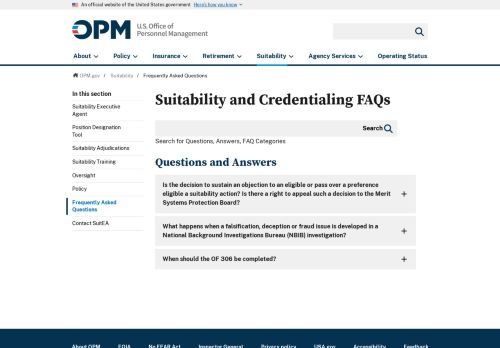 An official website of the United States government Here's how you know
OPM U.S. Office of
Personnel Management
About Policy Insurance Retirement Suitability Agency Services Operating Status
OPM.gov / Suitability / Frequently Asked Questions
In this section
Suitability Executive
Agent
Position Designation
Tool
Suitability Adjudications
Suitability Training
Oversight
Policy
Frequently Asked
Questions
Contact SuitEA
Suitability and Credentialing FAQs
Search
Search for Questions, Answers, FAQ Categories
Questions and Answers
Is the decision to sustain an objection to an eligible or pass over a preference
eligible a suitability action? Is there a right to appeal such a decision to the Merit
Systems Protection Board?
What happens when a falsification, deception or fraud issue is developed in a
National Background Investigations Bureau (NBIB) investigation?
When should the OF 306 be completed?
About OPM FOIA No FEAR Act Inspector General Privacy policy USA.gov Accessibility Feedback